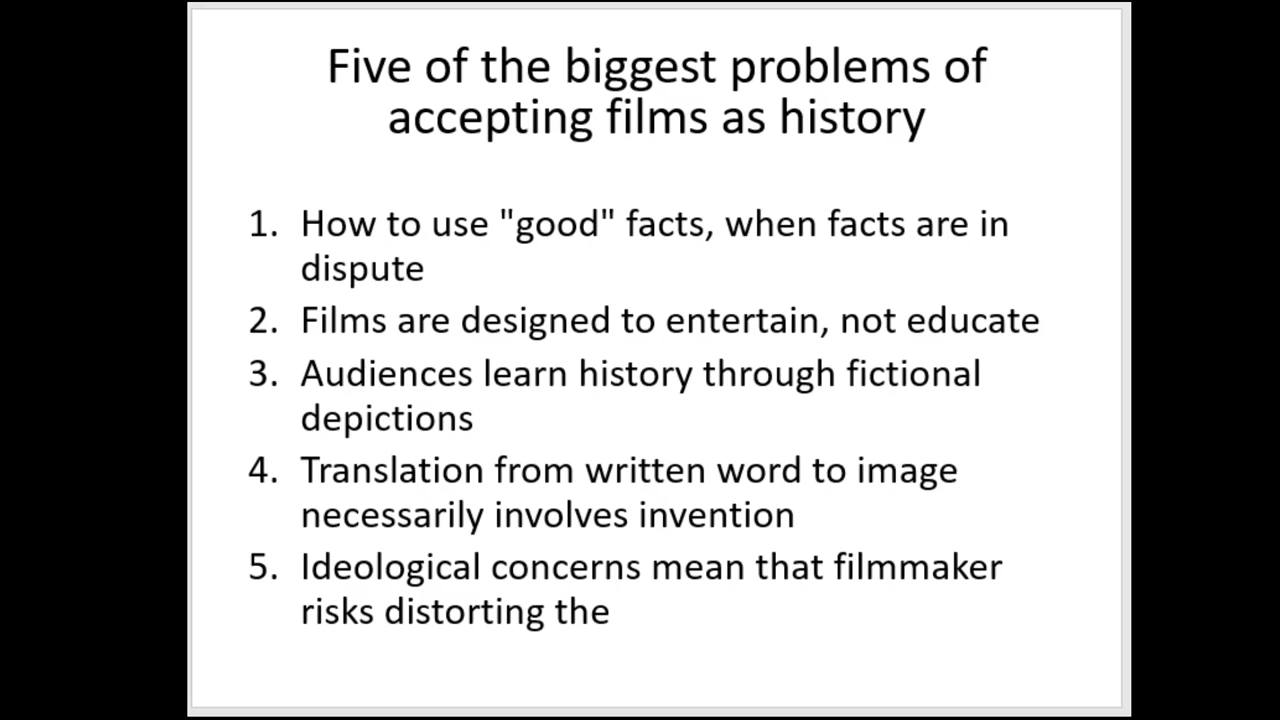 Five of the biggest problems of
accepting films as history
1. How to use "good" facts, when facts are in
dispute
2. Films are designed to entertain, not educate
3. Audiences learn history through fictional
depictions
4. Translation from written word to image
necessarily involves invention
5. Ideological concerns mean that filmmaker
risks distorting the